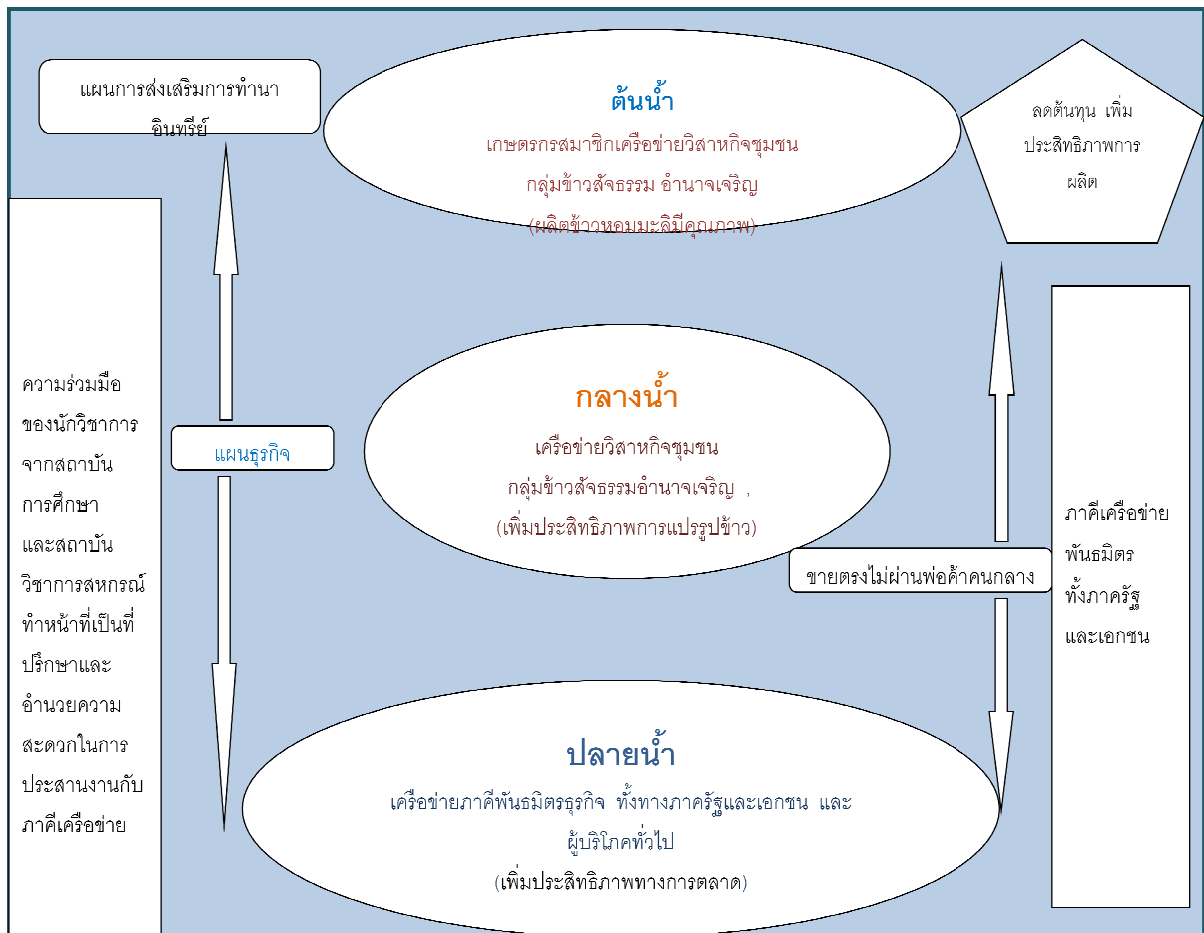 แผนการส่งเสริมการทำนา
อินทรีย์
ต้นน้ำ
เกษตรกรสมาชิกเครือข่ายวิสาหกิจชุมชน
กลุ่มข้าวสัจธรรม อำนาจเจริญ
(ผลิตข้าวหอมมะลิมีคุณภาพ)
ลดต้นทุน เพิ่ม
ประสิทธิภาพการ
ผลิต
ความร่วมมือ
ของนักวิชาการ
จากสถาบัน
การศึกษา
และสถาบัน
วิชาการสหกรณ์
ทำหน้าที่เป็นที่
ปรึกษาและ
อำนวยความ
สะดวกในการ
ประสานงานกับ
ภาคีเครือข่าย
แผนธุรกิจ
กลางน้ำ
เครือข่ายวิสาหกิจชุมชน
กลุ่มข้าวสัจธรรมอำนาจเจริญ ,
(เพิ่มประสิทธิภาพการแปรรูปข้าว)
ขายตรงไม่ผ่านพ่อค้าคนกลาง
ภาคีเครือข่าย
พันธมิตร
ทั้งภาครัฐ
และเอกชน
ปลายน้ำ
เครือข่ายภาคีพันธมิตรธุรกิจ ทั้งทางภาครัฐและเอกชน และ
ผู้บริโภคทั่วไป
(เพิ่มประสิทธิภาพทางการตลาด)